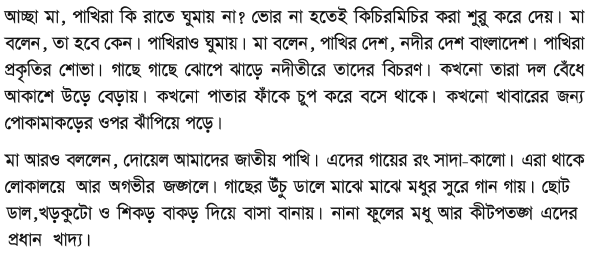 আচ্ছা মা, পাখিরা কি রাতে ঘুমায় না? ভোর না হতেই কিচিরমিচির করা শুরু করে দেয়। মা
বলেন, তা হবে কেন। পাখিরাও ঘুমায়। মা বলেন, পাখির দেশ, নদীর দেশ বাংলাদেশ। পাখিরা
প্রকৃতির শোভা। গাছে গাছে ঝোপে ঝাড়ে নদীতীরে তাদের বিচরণ। কখনো তারা দল বেঁধে
আকাশে উড়ে বেড়ায়। কখনো পাতার ফাঁকে চুপ করে বসে থাকে। কখনো খাবারের জন্য
পোকামাকড়ের ওপর ঝাঁপিয়ে পড়ে।
মা আরও বললেন, দোয়েল আমাদের জাতীয় পাখি। এদের গায়ের রং সাদা-কালো। এরা থাকে
লোকালয়ে আর অগভীর জঙ্গলে। গাছের উঁচু ডালে মাঝে মাঝে মধুর সুরে গান গায়। ছোট
ডাল,খড়কুটো ও শিকড় বাকড় দিয়ে বাসা বানায়। নানা ফুলের মধু আর কীটপতঙ্গ এদের
প্রধান খাদ্য।